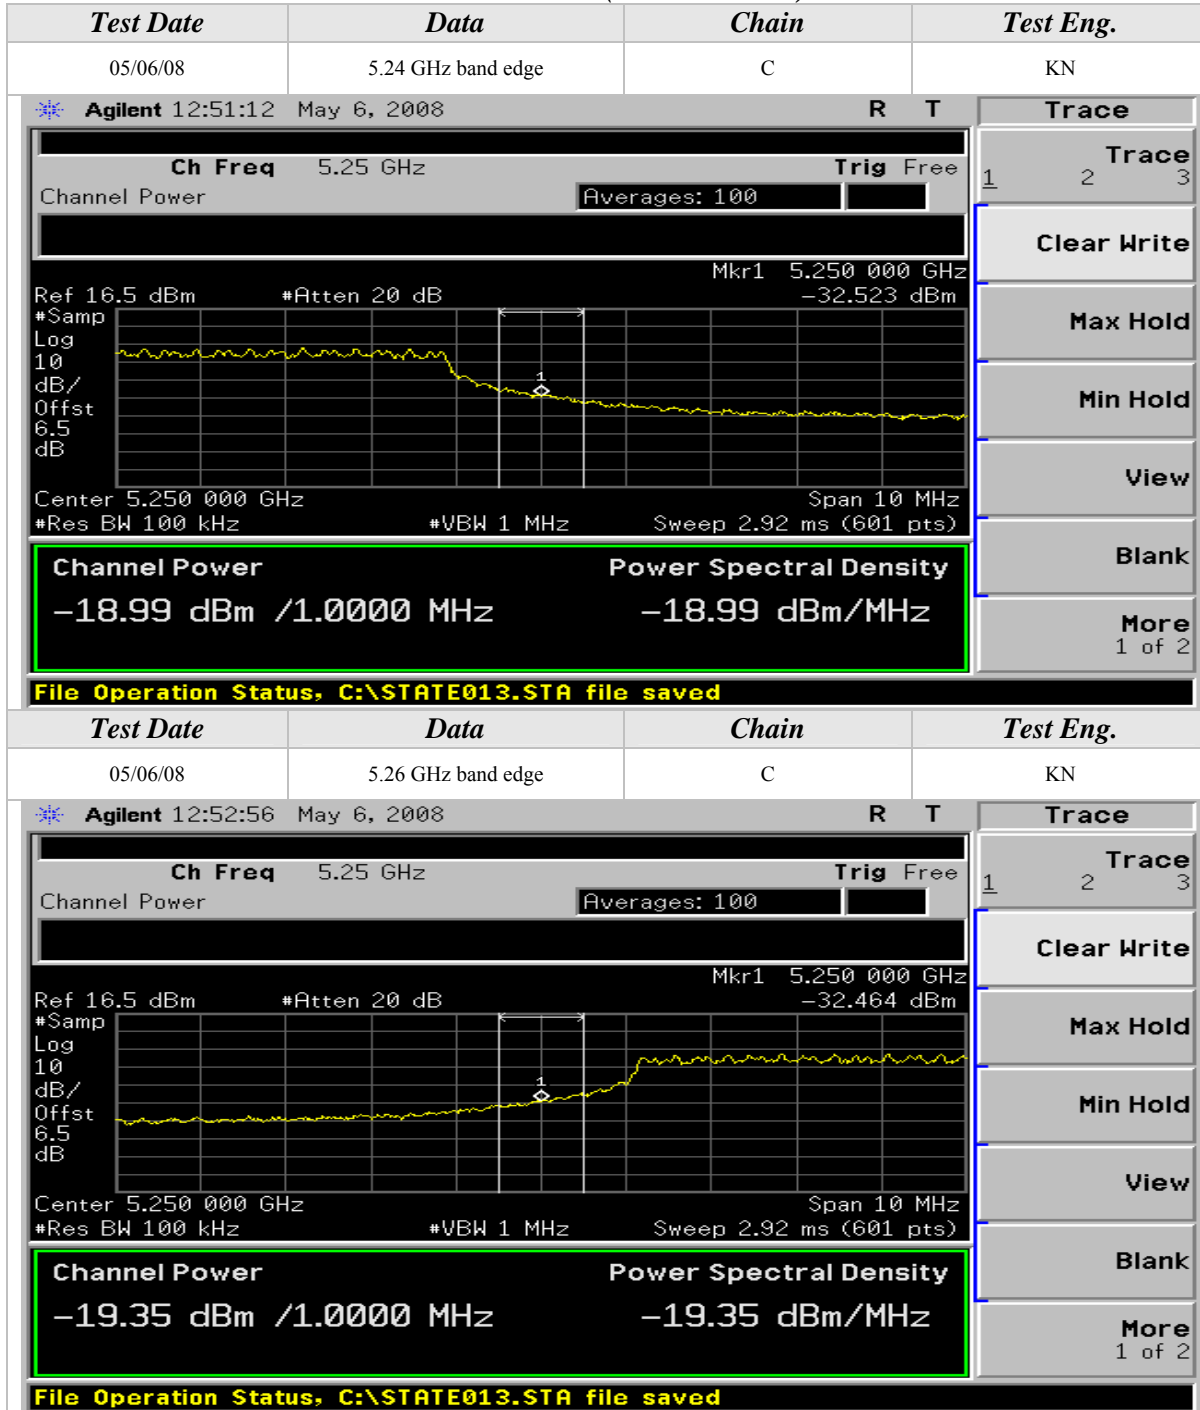 Test Date Data Chain Test Eng.
05/06/08 5.24 GHz band edge C KN
Agilent 12:51:12 May 6, 2008 R T Trace
Ch Freq 5.25 GHz Trig Free
Channel Power Averages: 100
Trace
1 2 3
Clear Write
Mkr1 5.250 000 GHz
Ref 16.5 dBm #Atten 20 dB -32.523 dBm
#Samp
Log
10
dB/
Offst
6.5
dB
1
Max Hold
Min Hold
View
Center 5.250 000 GHz Span 10 MHz
#Res BW 100 kHz #VBW 1 MHz Sweep 2.92 ms (601 pts)
Blank
Channel Power Power Spectral Density
-18.99 dBm /1.0000 MHz -18.99 dBm/MHz
More
1 of 2
File Operation Status, C:\STATE013.STA file saved
Test Date Data Chain Test Eng.
05/06/08 5.26 GHz band edge C KN
Agilent 12:52:56 May 6, 2008 R T Trace
Ch Freq 5.25 GHz Trig Free
Channel Power Averages: 100
Trace
1 2 3
Clear Write
Mkr1 5.250 000 GHz
Ref 16.5 dBm #Atten 20 dB -32.464 dBm
#Samp
Log
10
dB/
Offst
6.5
dB
1
Max Hold
Min Hold
View
Center 5.250 000 GHz Span 10 MHz
#Res BW 100 kHz #VBW 1 MHz Sweep 2.92 ms (601 pts)
Blank
Channel Power Power Spectral Density
-19.35 dBm /1.0000 MHz -19.35 dBm/MHz
More
1 of 2
File Operation Status, C:\STATE013.STA file saved